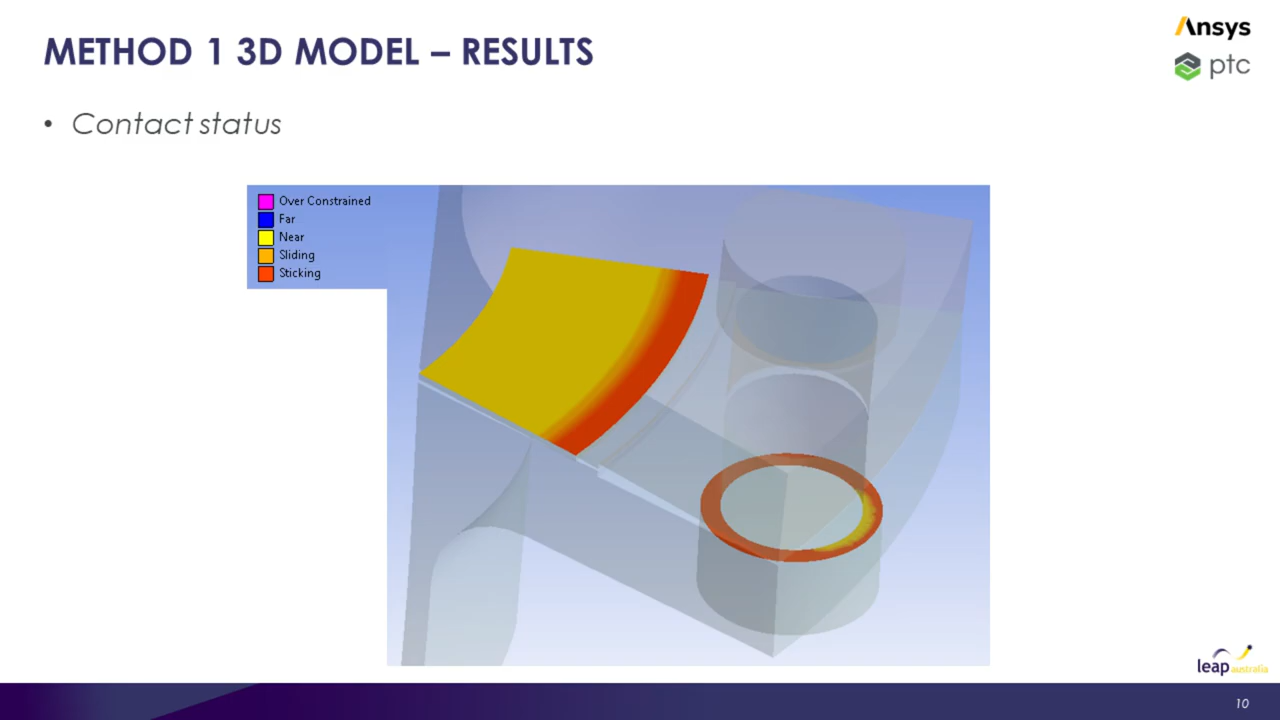 METHOD 1 3D MODEL – RESULTS
Ansys
ptc
• Contact status
Over Constrained
Far
Near
Sliding
Sticking
leap australia
10